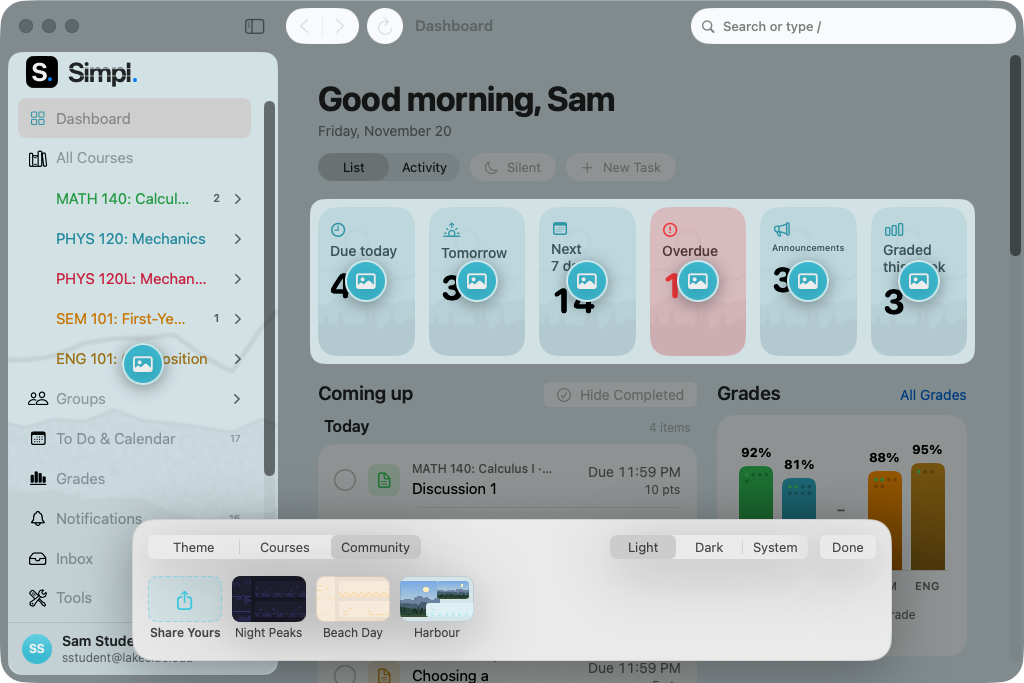 Dashboard
Search or type /
S. Simpl.
Dashboard
All Courses
MATH 140: Calcul... 2
PHYS 120: Mechanics
PHYS 120L: Mechan...
SEM 101: First-Ye... 1
ENG 101:
Groups
To Do & Calendar 17
Grades
Notifications 16
Inbox
Tools
SS
Sam Stude
Good morning, Sam
Friday, November 20
List Activity Silent New Task
Due today
4
Tomorrow
3
Next
7 d
14
Overdue
1
Announcements
3
Graded
this
3
Coming up Hide Completed
Today 4 items
MATH 140: Calculus I ·...
Discussion 1
Due 11:59 PM
10 pts
Grades All Grades
92% 81% – 88% 95%
ENG
Theme Courses Community Light Dark System Done
Share Yours Night Peaks Beach Day Harbour
Choosing a
Due 11:59 PM